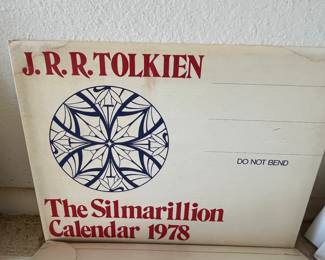 J.R.R. TOLKIEN
DO NOT BEND
The Silmarillion
Calendar 1978